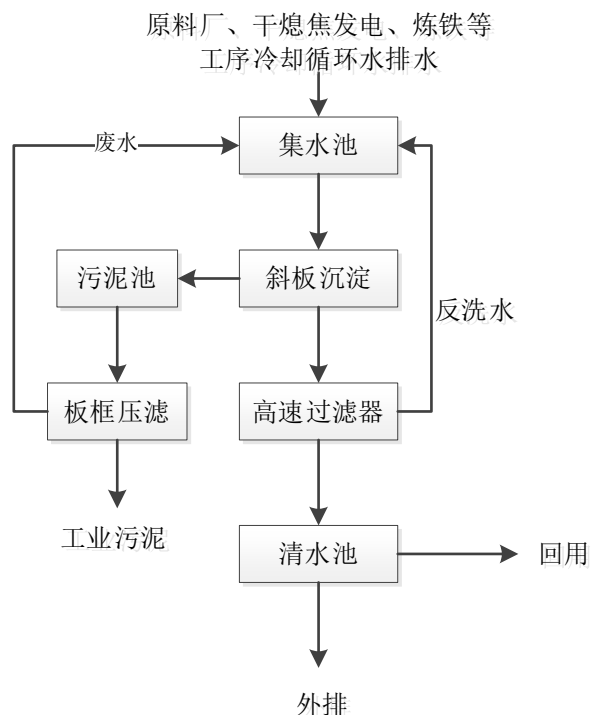 原料厂、干熄焦发电、炼铁等
工序冷却循环水排水
废水
集水池
污泥池
斜板沉淀
反洗水
板框压滤
高速过滤器
工业污泥
清水池
回用
外排